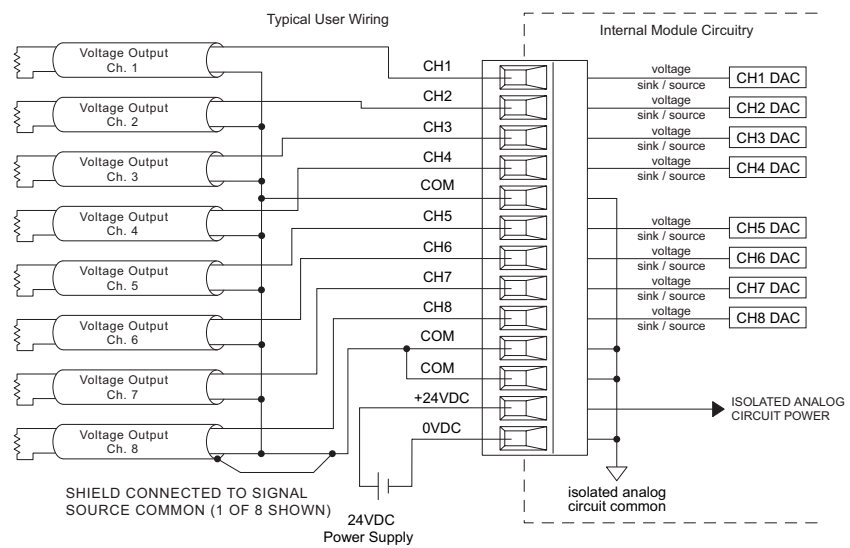 Typical User Wiring
Internal Module Circuitry
Voltage Output
Ch. 1
Voltage Output
Ch. 2
Voltage Output
Ch. 3
Voltage Output
Ch. 4
Voltage Output
Ch. 5
Voltage Output
Ch. 6
Voltage Output
Ch. 7
Voltage Output
Ch. 8
CH1
CH2
CH3
CH4
COM
CH5
CH6
CH7
CH8
COM
COM
+24VDC
0VDC
voltage
sink / source
CH1 DAC
voltage
sink / source
CH2 DAC
voltage
sink / source
CH3 DAC
voltage
sink / source
CH4 DAC
voltage
sink / source
CH5 DAC
voltage
sink / source
CH6 DAC
voltage
sink / source
CH7 DAC
voltage
sink / source
CH8 DAC
ISOLATED ANALOG
CIRCUIT POWER
isolated analog
circuit common
SHIELD CONNECTED TO SIGNAL
SOURCE COMMON (1 OF 8 SHOWN)
24VDC
Power Supply